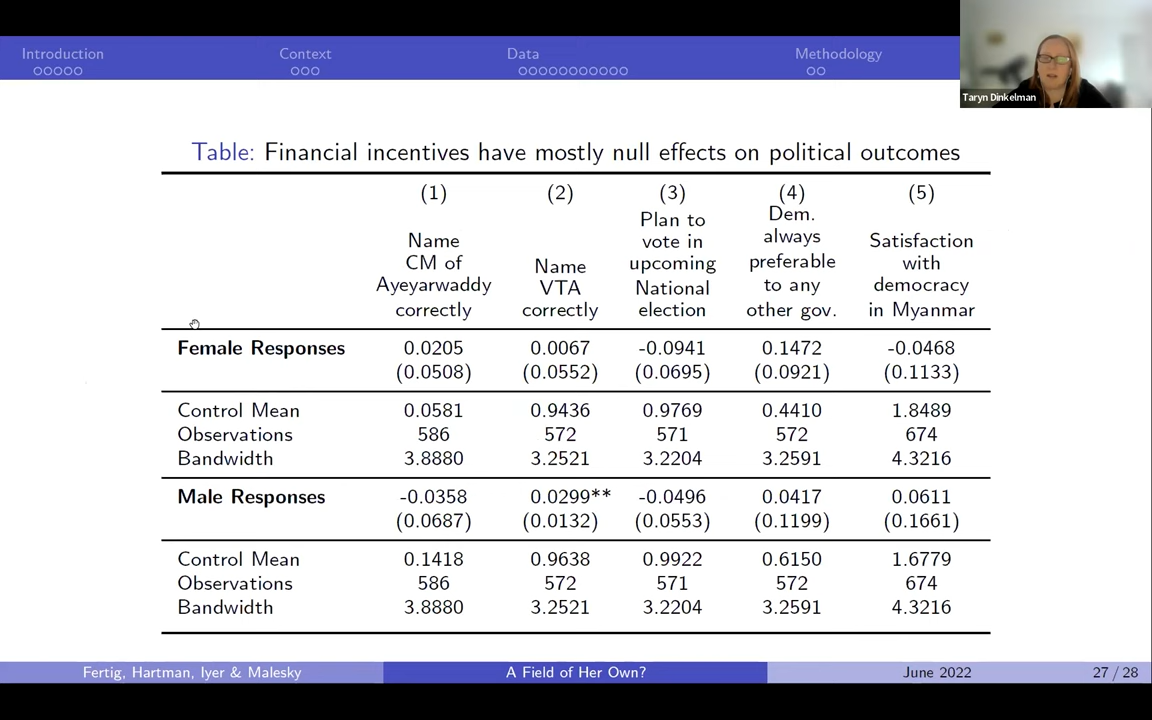 Introduction Context Data Methodology
Taryn Dinkelman
Table: Financial incentives have mostly null effects on political outcomes
(1) (2) (3) (4) (5)
Name CM of Ayeyarwaddy correctly
Name VTA correctly
Plan to vote in upcoming National election
Dem. always preferable to any other gov.
Satisfaction with democracy in Myanmar
Female Responses 0.0205 0.0067 -0.0941 0.1472 -0.0468
(0.0508) (0.0552) (0.0695) (0.0921) (0.1133)
Control Mean 0.0581 0.9436 0.9769 0.4410 1.8489
Observations 586 572 571 572 674
Bandwidth 3.8880 3.2521 3.2204 3.2591 4.3216
Male Responses -0.0358 0.0299** -0.0496 0.0417 0.0611
(0.0687) (0.0132) (0.0553) (0.1199) (0.1661)
Control Mean 0.1418 0.9638 0.9922 0.6150 1.6779
Observations 586 572 571 572 674
Bandwidth 3.8880 3.2521 3.2204 3.2591 4.3216
Fertig, Hartman, Iyer & Malesky A Field of Her Own? June 2022 27 / 28